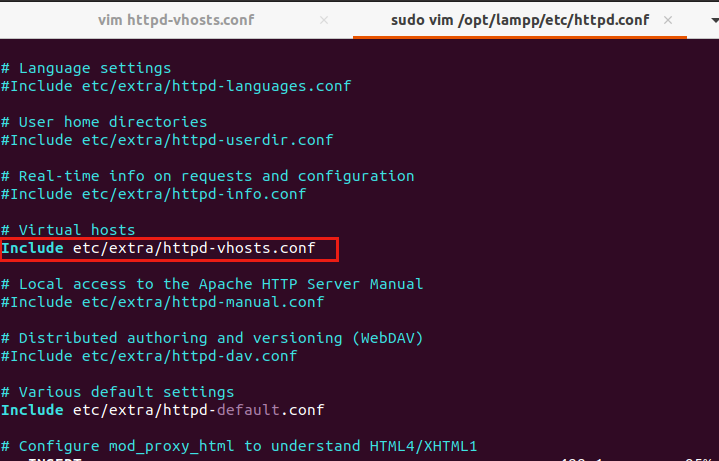 vim httpd-vhosts.conf × sudo vim /opt/lampp/etc/httpd.conf ×
# Language settings
#Include etc/extra/httpd-languages.conf
# User home directories
#Include etc/extra/httpd-userdir.conf
# Real-time info on requests and configuration
#Include etc/extra/httpd-info.conf
# Virtual hosts
Include etc/extra/httpd-vhosts.conf
# Local access to the Apache HTTP Server Manual
#Include etc/extra/httpd-manual.conf
# Distributed authoring and versioning (WebDAV)
#Include etc/extra/httpd-dav.conf
# Various default settings
Include etc/extra/httpd-default.conf
# Configure mod_proxy_html to understand HTML4/XHTML1